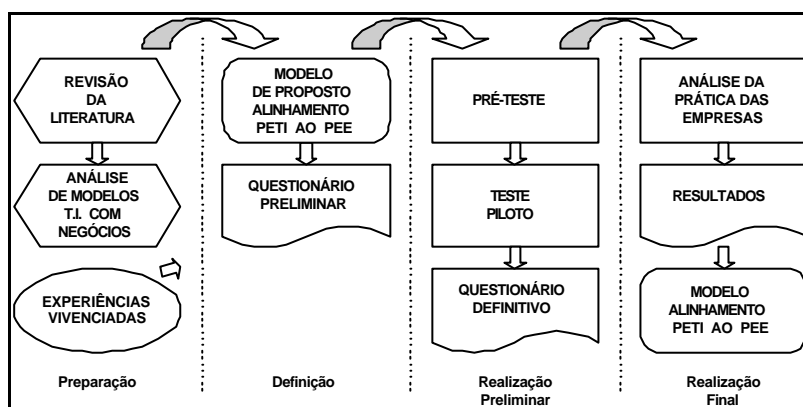 REVISÃO
DA
LITERATURA
ANÁLISE
DE MODELOS
T.I. COM
NEGÓCIOS
EXPERIÊNCIAS
VIVENCIADAS
Preparação
MODELO
DE PROPOSTO
ALINHAMENTO
PETI AO PEE
QUESTIONÁRIO
PRELIMINAR
Definição
PRÉ-TESTE
TESTE
PILOTO
QUESTIONÁRIO
DEFINITIVO
Realização
Preliminar
ANÁLISE DA
PRÁTICA DAS
EMPRESAS
RESULTADOS
MODELO
ALINHAMENTO
PETI AO PEE
Realização
Final